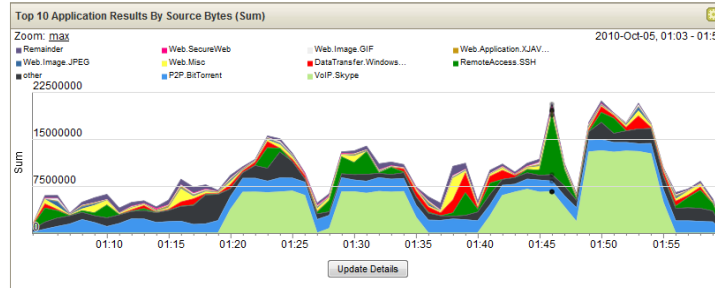 Top 10 Application Results By Source Bytes (Sum)
Zoom: max
2010-Oct-05, 01:03 - 01:5
Remainder Web.SecureWeb Web.Image.GIF Web.Application.XJAV...
Web.Image.JPEG Web.Misc DataTransfer.Windows... RemoteAccess.SSH
other P2P.BitTorrent VoIP.Skype
22500000
15000000
7500000
0
Sum
01:10 01:15 01:20 01:25 01:30 01:35 01:40 01:45 01:50 01:55
Update Details